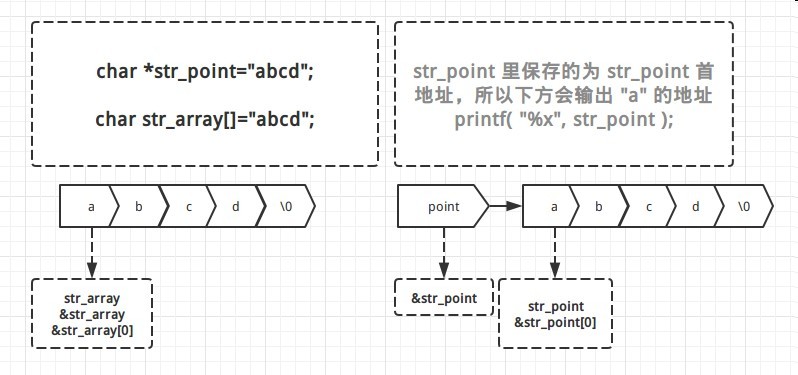 char *str_point="abcd";
char str_array[]="abcd";
str_point 里保存的为 str_point 首
地址，所以下方会输出 "a" 的地址
printf( "%x", str_point );
a b c d \0
point a b c d \0
str_array
&str_array
&str_array[0]
&str_point
str_point
&str_point[0]